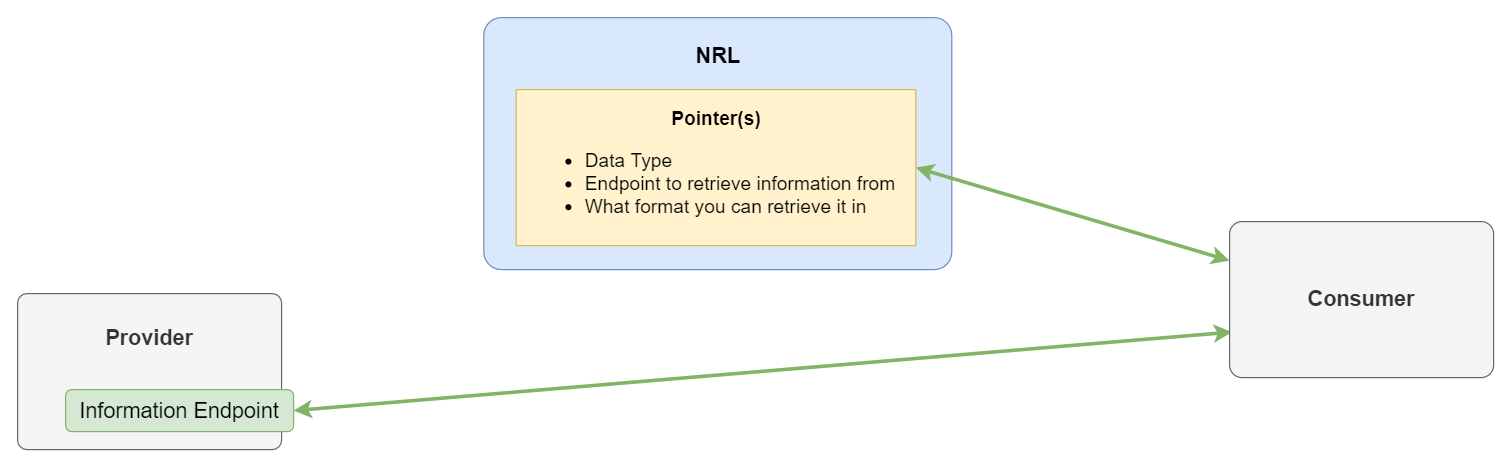 NRL
Pointer(s)
• Data Type
• Endpoint to retrieve information from
• What format you can retrieve it in
Consumer
Provider
Information Endpoint